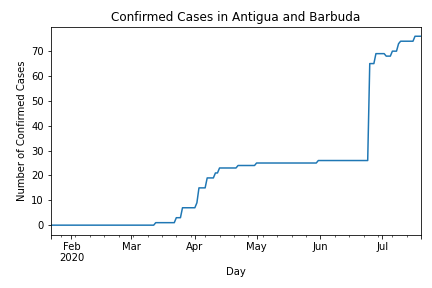 Confirmed Cases in Antigua and Barbuda
Number of Confirmed Cases
70
60
50
40
30
20
10
0
Feb Mar Apr May Jun Jul
2020
Day